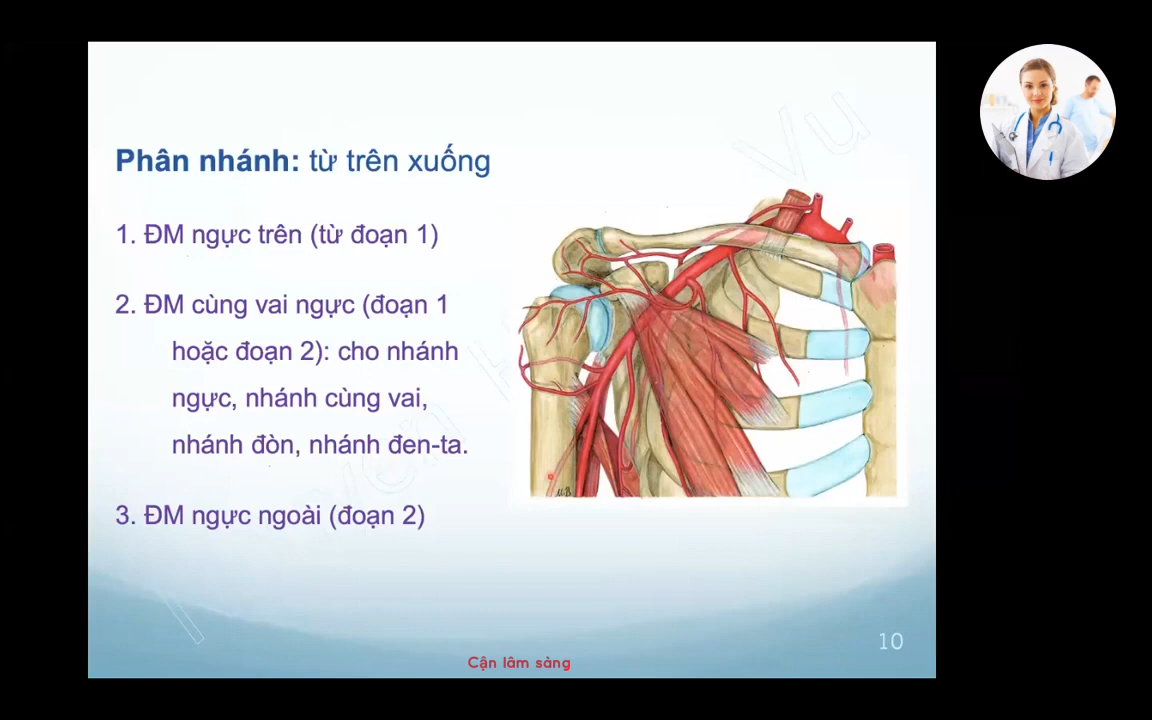 Phân nhánh: từ trên xuống
1. ĐM ngực trên (từ đoạn 1)
2. ĐM cùng vai ngực (đoạn 1
hoặc đoạn 2): cho nhánh
ngực, nhánh cùng vai,
nhánh đòn, nhánh đen-ta.
3. ĐM ngực ngoài (đoạn 2)
10
Cận lâm sàng